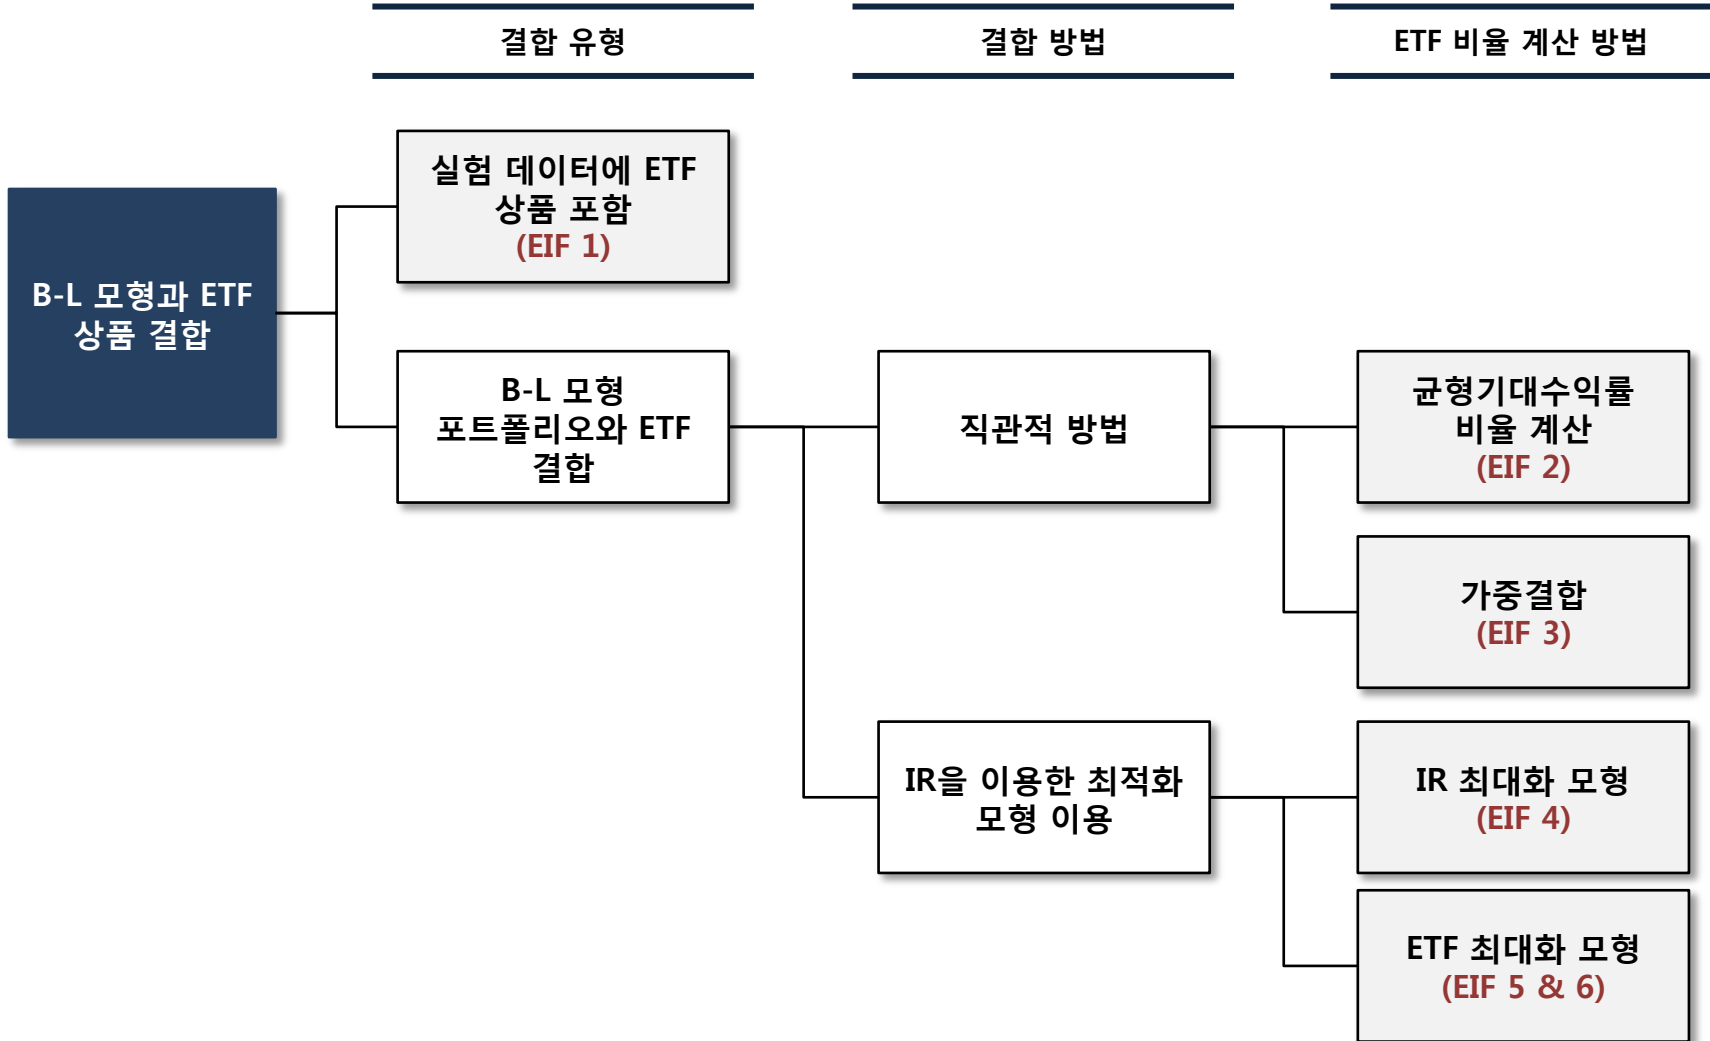 결합 유형
결합 방법
ETF 비율 계산 방법
B-L 모형과 ETF
상품 결합
실험 데이터에 ETF
상품 포함
(EIF 1)
B-L 모형
포트폴리오와 ETF
결합
직관적 방법
균형기대수익률
비율 계산
(EIF 2)
가중결합
(EIF 3)
IR을 이용한 최적화
모형 이용
IR 최대화 모형
(EIF 4)
ETF 최대화 모형
(EIF 5 & 6)